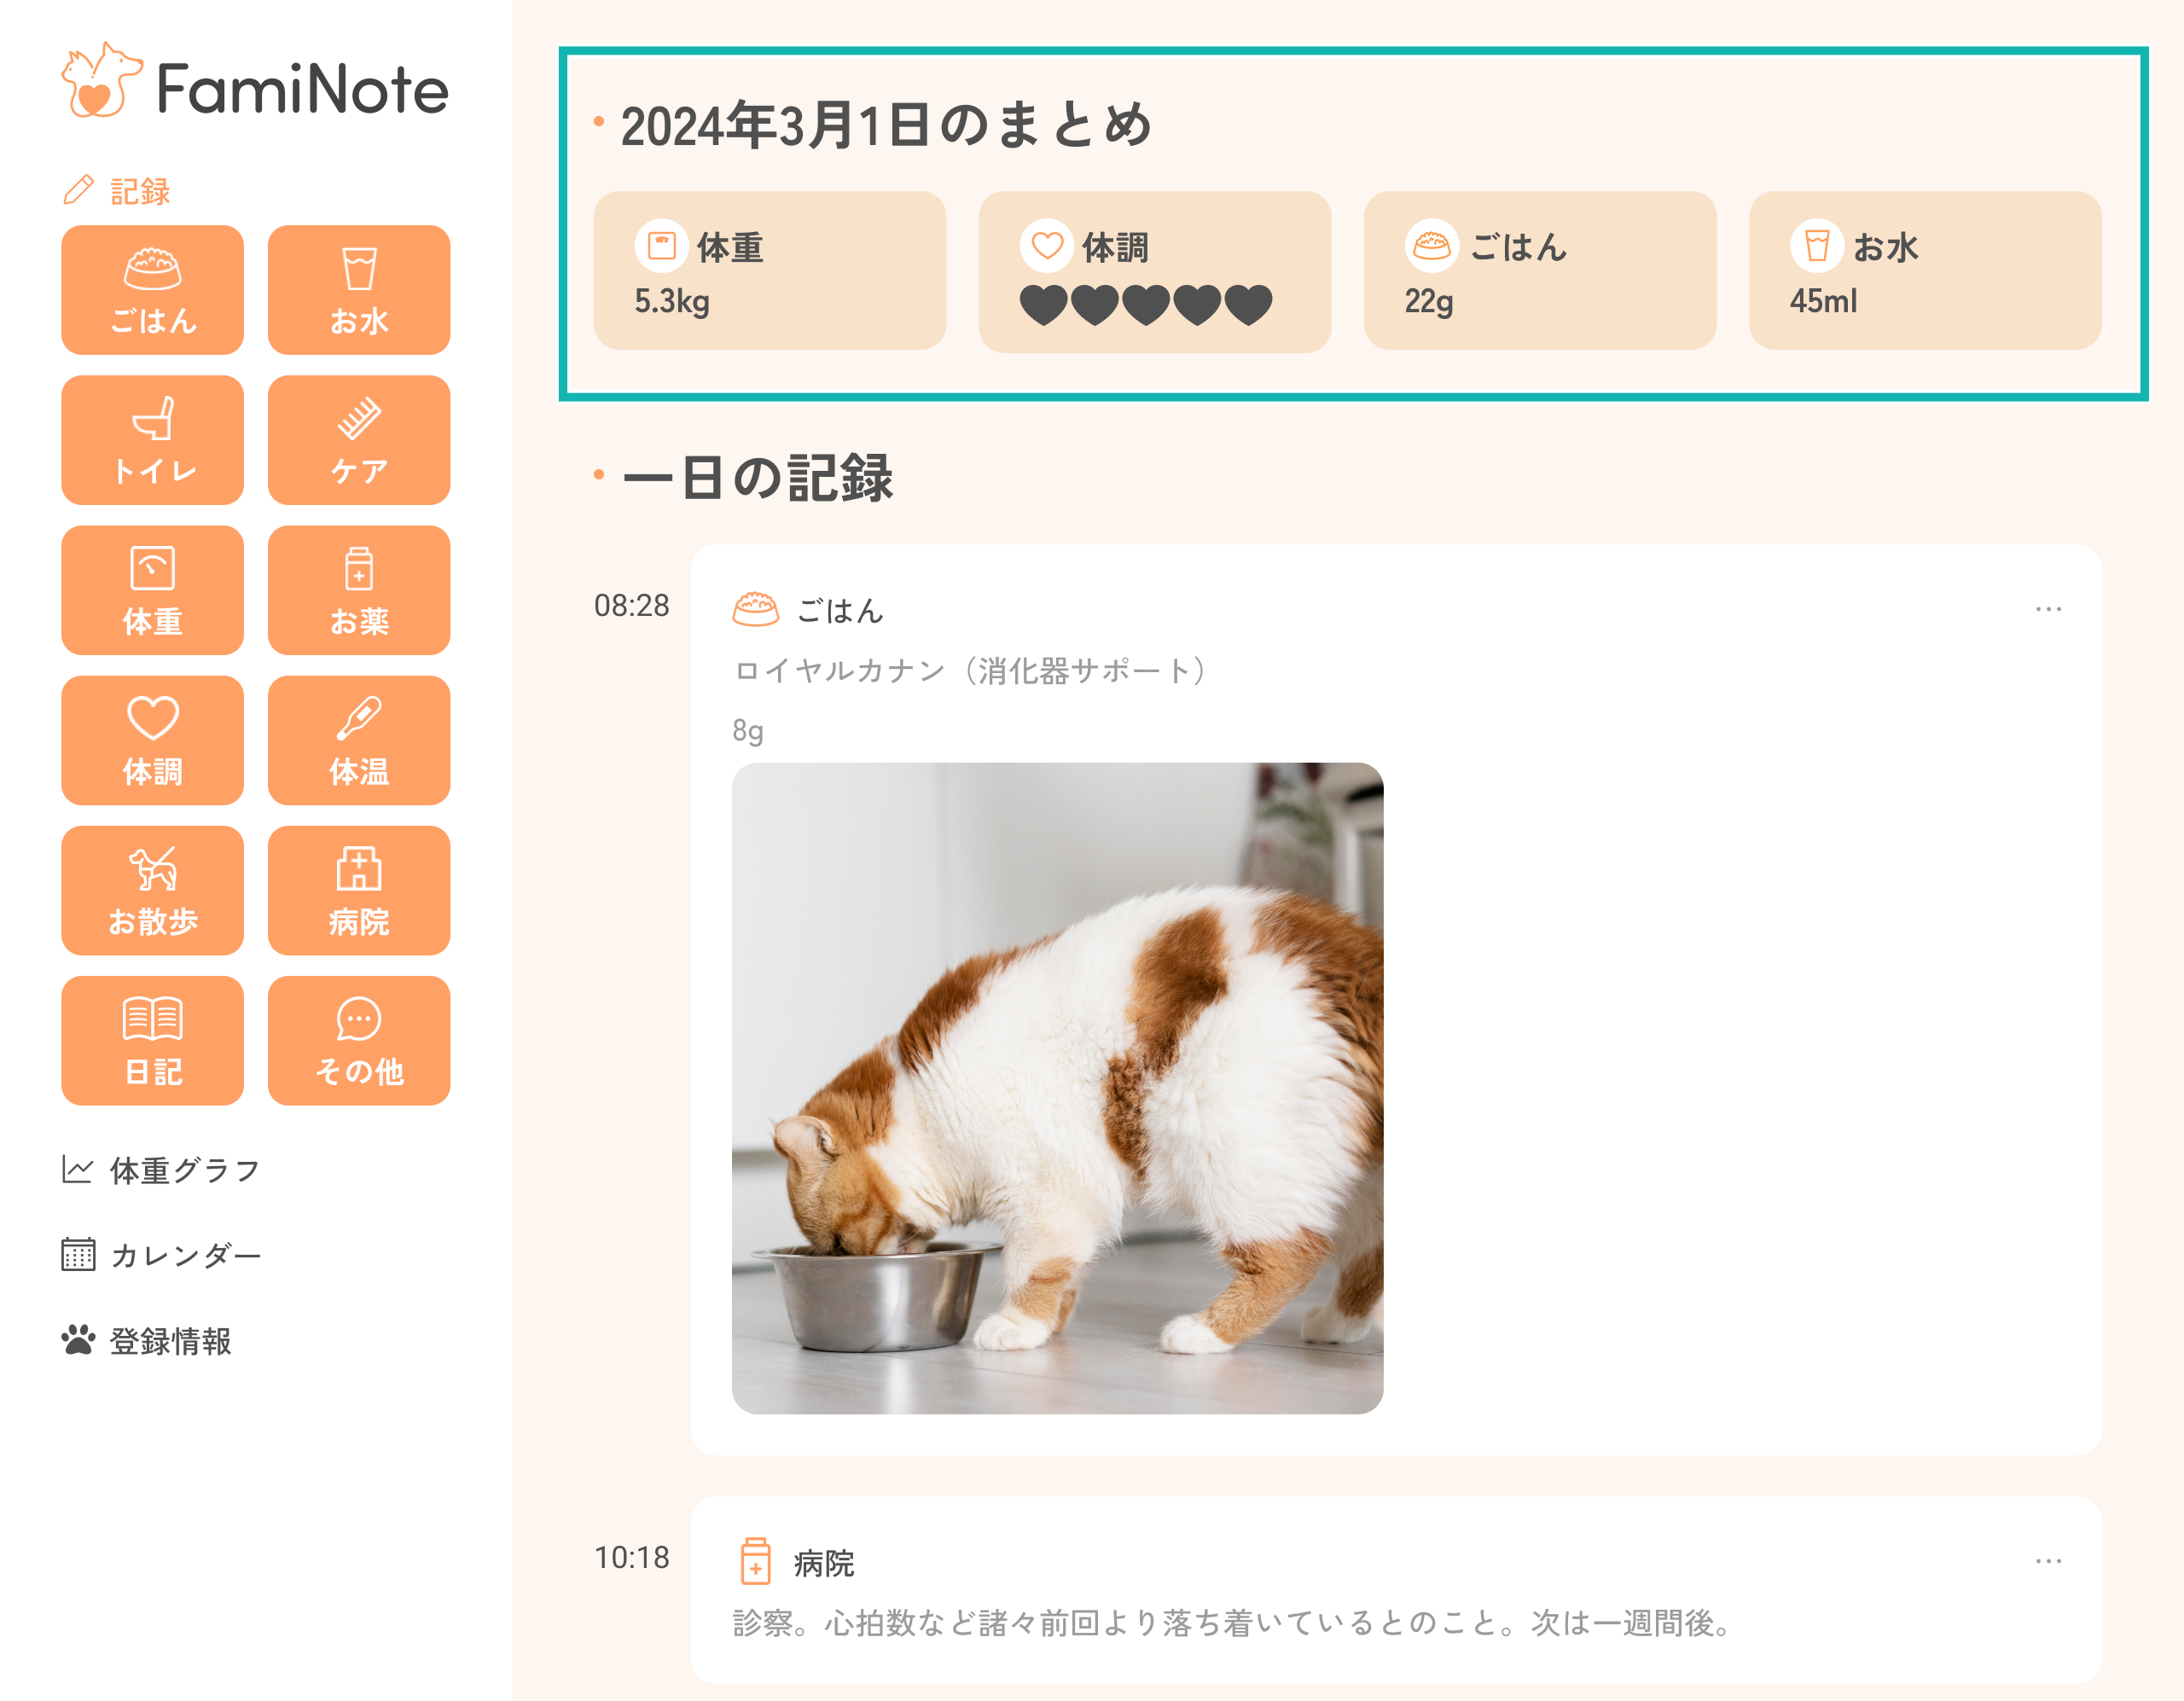 FamiNote
記録
ごはん
お水
トイレ
ケア
体重
お薬
体調
体温
お散歩
病院
日記
その他
体重グラフ
カレンダー
登録情報
2024年3月1日のまとめ
体重
5.3kg
体調
ごはん
22g
お水
45ml
一日の記録
08:28
ごはん
ロイヤルカナン（消化器サポート）
8g
10:18
病院
診察。心拍数など諸々前回より落ち着いているとのこと。次は一週間後。